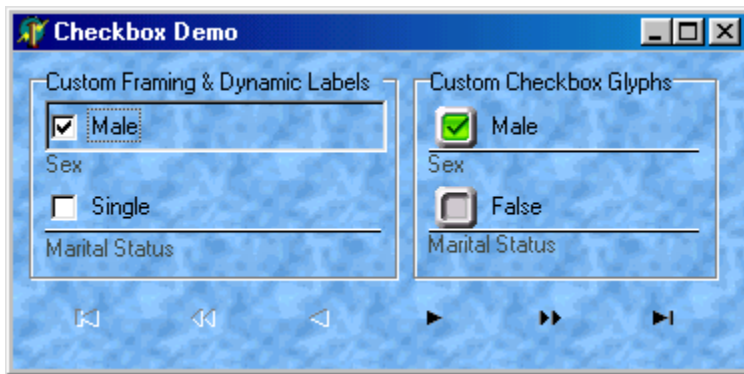 Checkbox Demo
Custom Framing & Dynamic Labels
Male
Sex
Single
Marital Status
Custom Checkbox Glyphs
Male
Sex
False
Marital Status